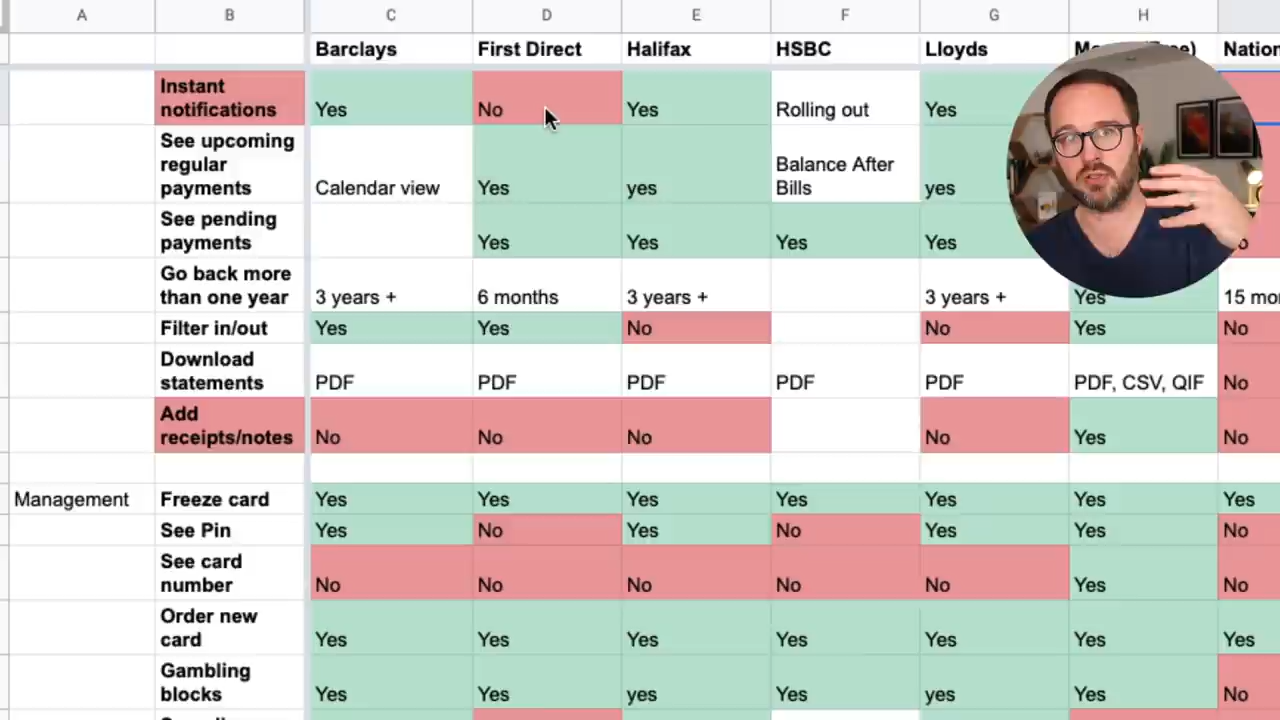 A B C D E F G H
Barclays First Direct Halifax HSBC Lloyds
Instant
notifications Yes No Yes Rolling out Yes
See upcoming
regular
payments Calendar view Yes yes Balance After
Bills yes
See pending
payments Yes Yes Yes Yes
Go back more
than one year 3 years + 6 months 3 years + 3 years + Yes
Filter in/out Yes Yes No No Yes No
Download
statements PDF PDF PDF PDF PDF PDF, CSV, QIF No
Add
receipts/notes No No No No Yes No
Management Freeze card Yes Yes Yes Yes Yes Yes Yes
See Pin Yes No Yes No Yes Yes No
See card
number No No No No No Yes No
Order new
card Yes Yes Yes Yes Yes Yes Yes
Gambling
blocks Yes Yes yes Yes yes Yes No